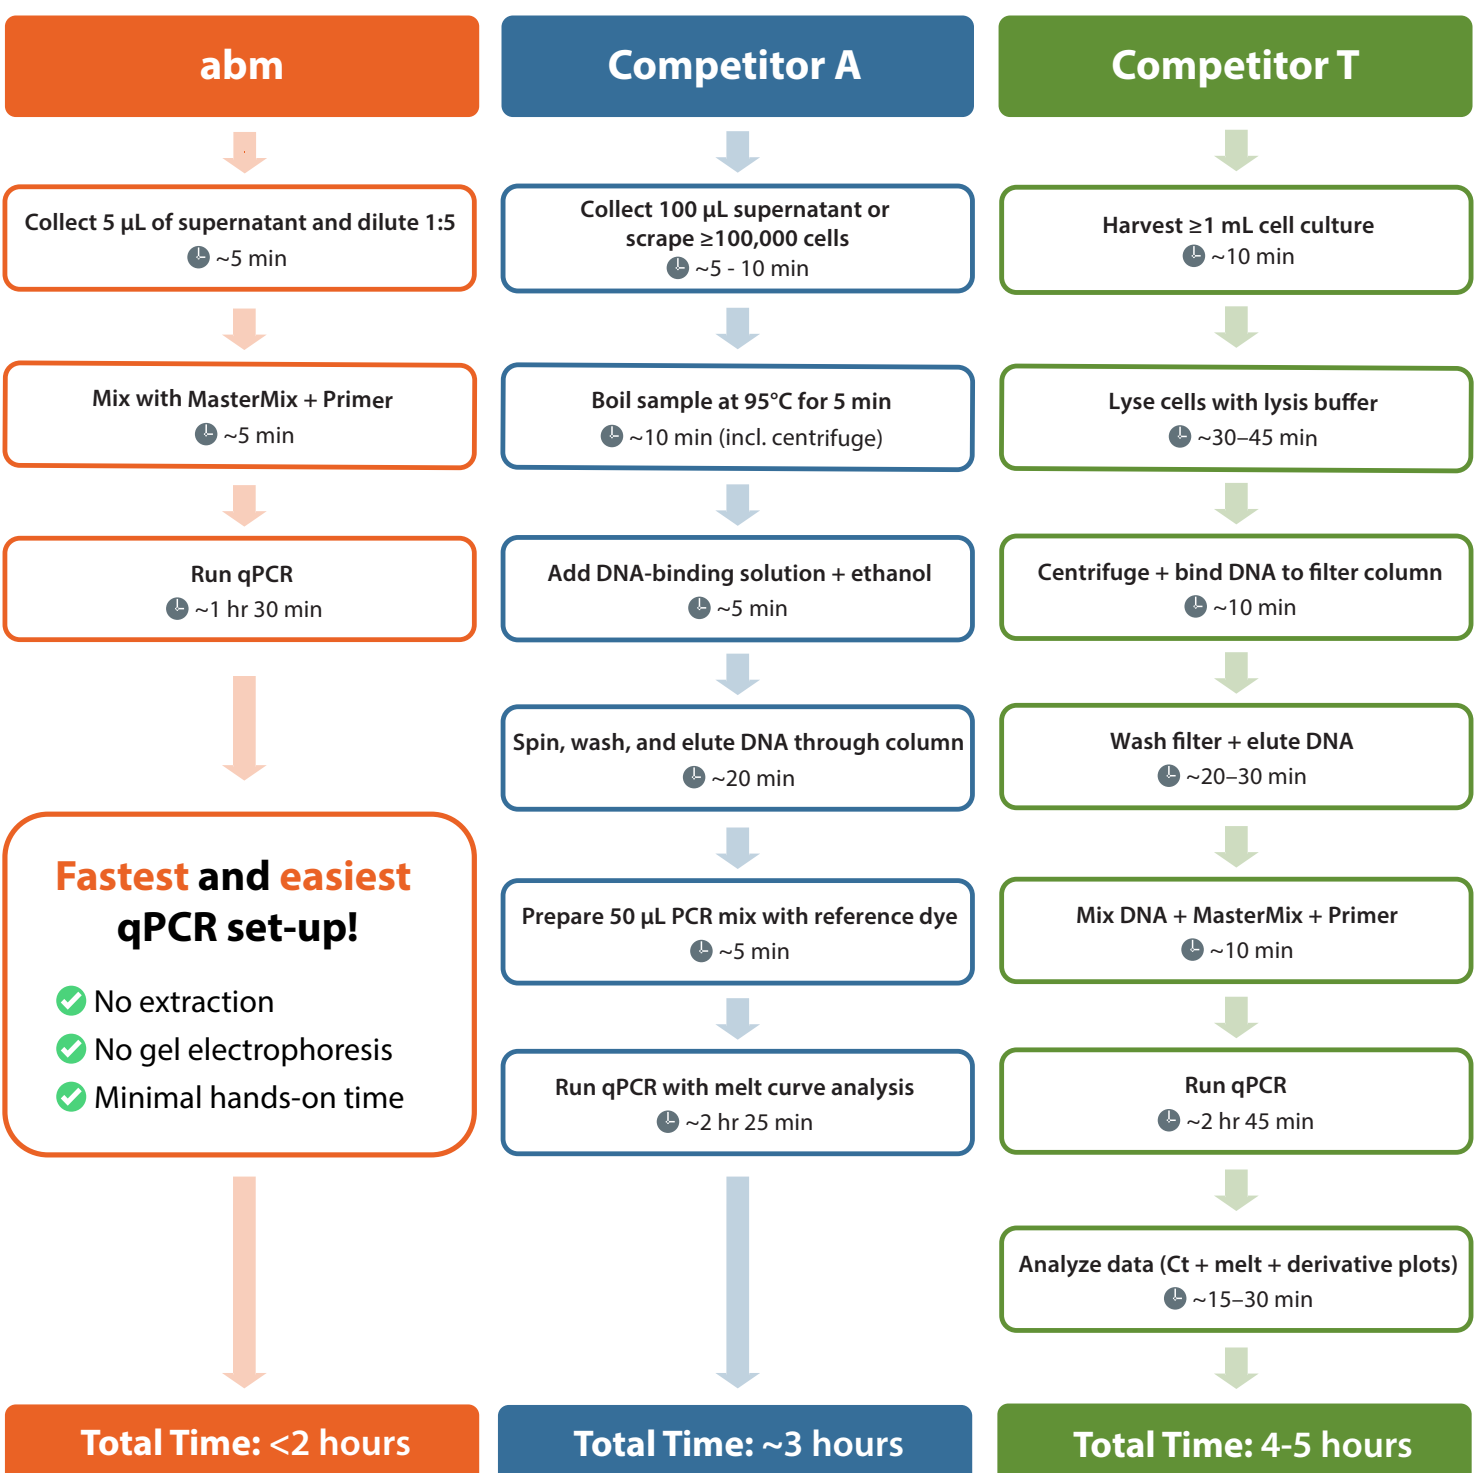 abm
Collect 5 µL of supernatant and dilute 1:5
~5 min
Mix with MasterMix + Primer
~5 min
Run qPCR
~1 hr 30 min
Fastest and easiest
qPCR set-up!
No extraction
No gel electrophoresis
Minimal hands-on time
Total Time: <2 hours
Competitor A
Collect 100 µL supernatant or
scrape ≥100,000 cells
~5 - 10 min
Boil sample at 95°C for 5 min
~10 min (incl. centrifuge)
Add DNA-binding solution + ethanol
~5 min
Spin, wash, and elute DNA through column
~20 min
Prepare 50 µL PCR mix with reference dye
~5 min
Run qPCR with melt curve analysis
~2 hr 25 min
Total Time: ~3 hours
Competitor T
Harvest ≥1 mL cell culture
~10 min
Lyse cells with lysis buffer
~30–45 min
Centrifuge + bind DNA to filter column
~10 min
Wash filter + elute DNA
~20–30 min
Mix DNA + MasterMix + Primer
~10 min
Run qPCR
~2 hr 45 min
Analyze data (Ct + melt + derivative plots)
~15–30 min
Total Time: 4-5 hours